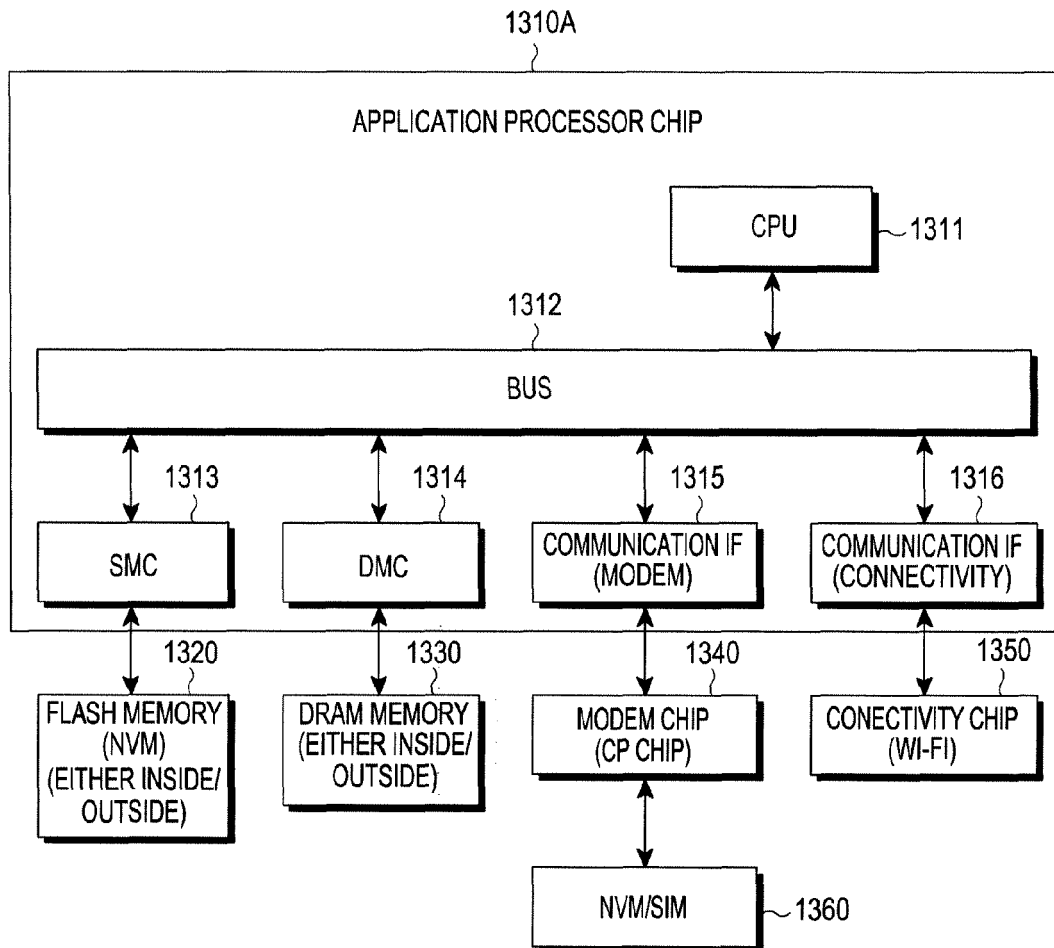 1310A
APPLICATION PROCESSOR CHIP
CPU
1311
1312
BUS
1313
1314
1315
1316
SMC
DMC
COMMUNICATION IF
(MODEM)
COMMUNICATION IF
(CONNECTIVITY)
1320
1330
1340
1350
FLASH MEMORY
(NVM)
(EITHER INSIDE/
OUTSIDE)
DRAM MEMORY
(EITHER INSIDE/
OUTSIDE)
MODEM CHIP
(CP CHIP)
CONECTIVITY CHIP
(WI-FI)
NVM/SIM
1360